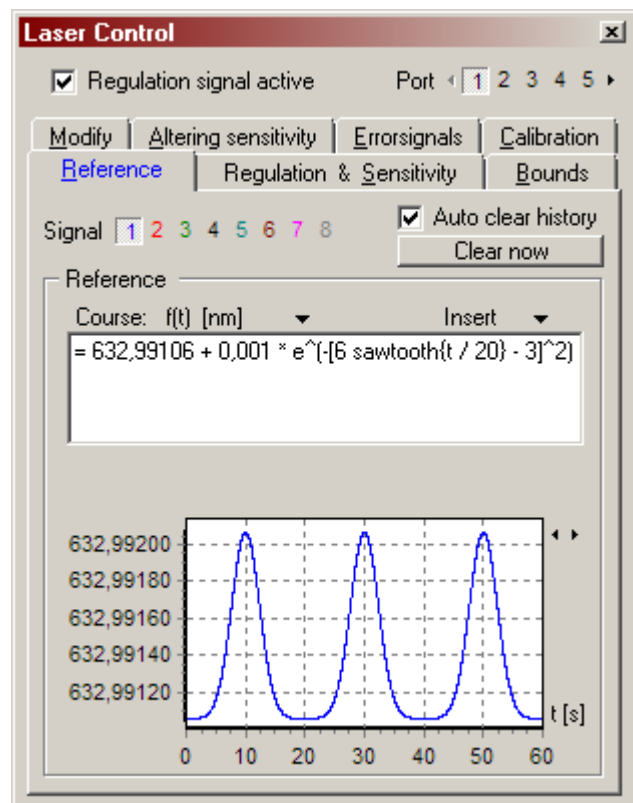 Laser Control
Regulation signal active Port 1 2 3 4 5
Modify Altering sensitivity Errorsignals Calibration
Reference Regulation & Sensitivity Bounds
Signal 1 2 3 4 5 6 7 8 Auto clear history
Clear now
Reference
Course: f(t) [nm] Insert
= 632,99106 + 0,001 * e^(-[6 sawtooth{t / 20} - 3]^2)
632,99200
632,99180
632,99160
632,99140
632,99120
t [s]
0 10 20 30 40 50 60